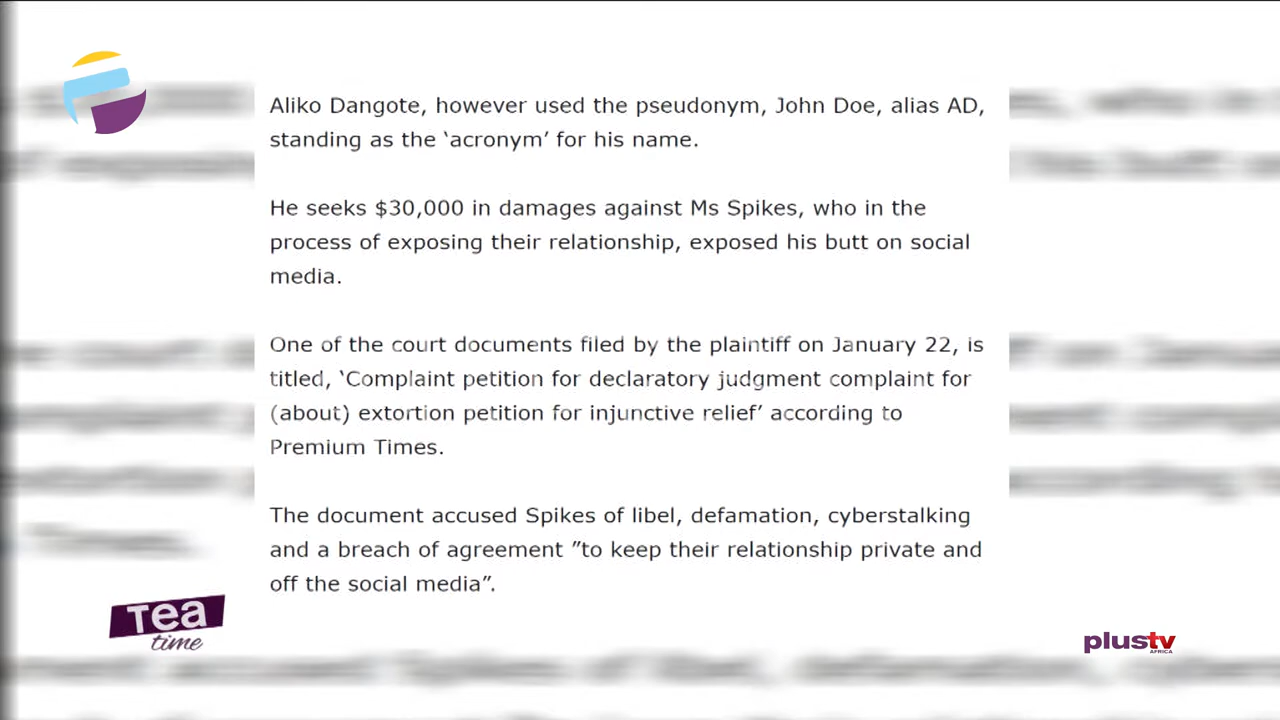 Aliko Dangote, however used the pseudonym, John Doe, alias AD,
standing as the ‘acronym’ for his name.
He seeks $30,000 in damages against Ms Spikes, who in the
process of exposing their relationship, exposed his butt on social
media.
One of the court documents filed by the plaintiff on January 22, is
titled, ‘Complaint petition for declaratory judgment complaint for
(about) extortion petition for injunctive relief’ according to
Premium Times.
The document accused Spikes of libel, defamation, cyberstalking
and a breach of agreement ”to keep their relationship private and
off the social media”.
Tea
time
plustv
AFRICA